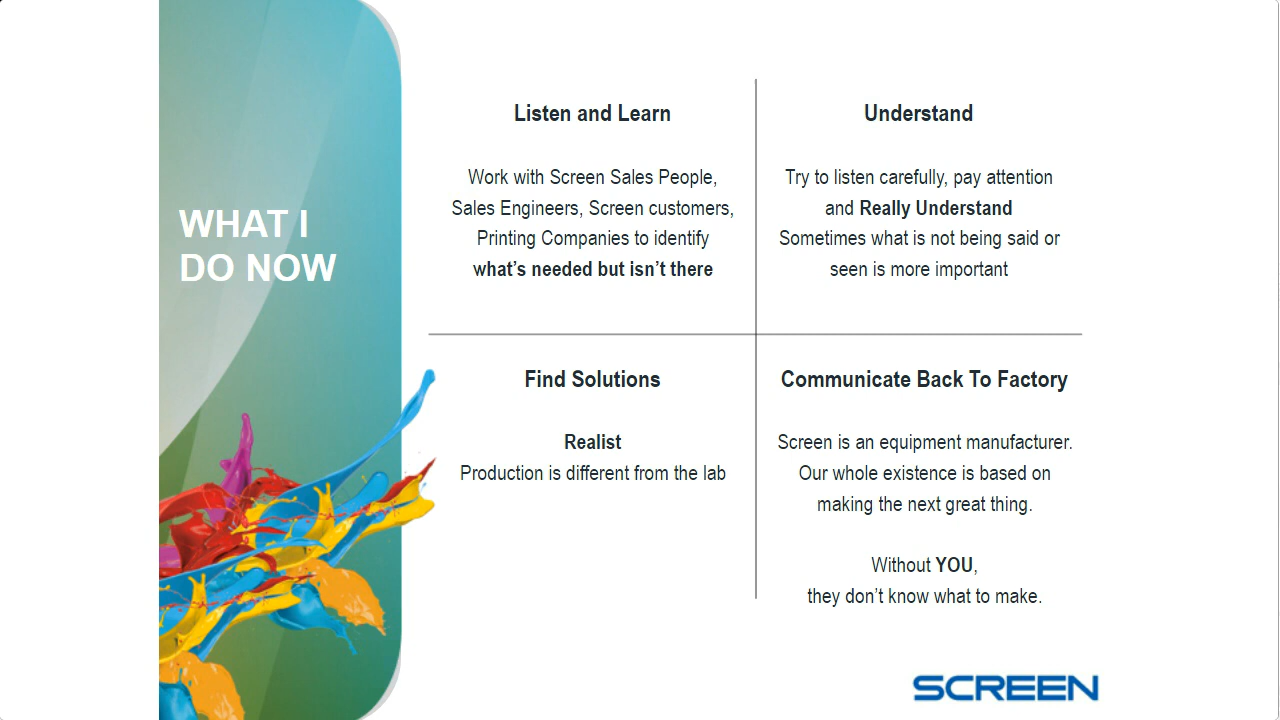 WHAT I
DO NOW
Listen and Learn
Work with Screen Sales People,
Sales Engineers, Screen customers,
Printing Companies to identify
what’s needed but isn’t there
Understand
Try to listen carefully, pay attention
and Really Understand
Sometimes what is not being said or
seen is more important
Find Solutions
Realist
Production is different from the lab
Communicate Back To Factory
Screen is an equipment manufacturer.
Our whole existence is based on
making the next great thing.
Without YOU,
they don’t know what to make.
SCREEN